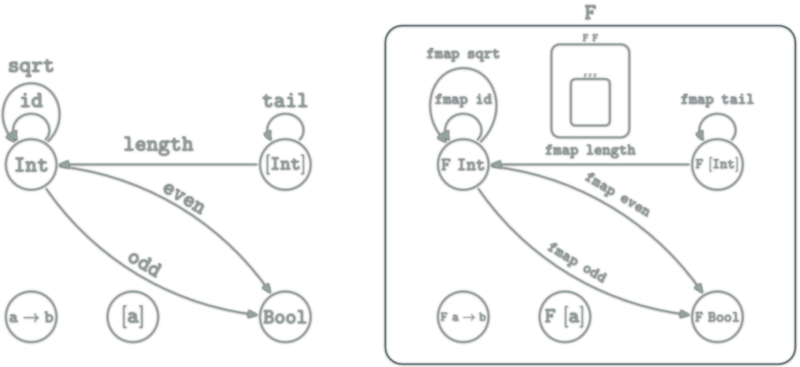 sqrt
id
Int
tail
[Int]
length
even
odd
a → b
[a]
Bool
F
F F
fmap sqrt
fmap id
F Int
fmap tail
F [Int]
fmap length
fmap even
fmap odd
F a → b
F [a]
F Bool